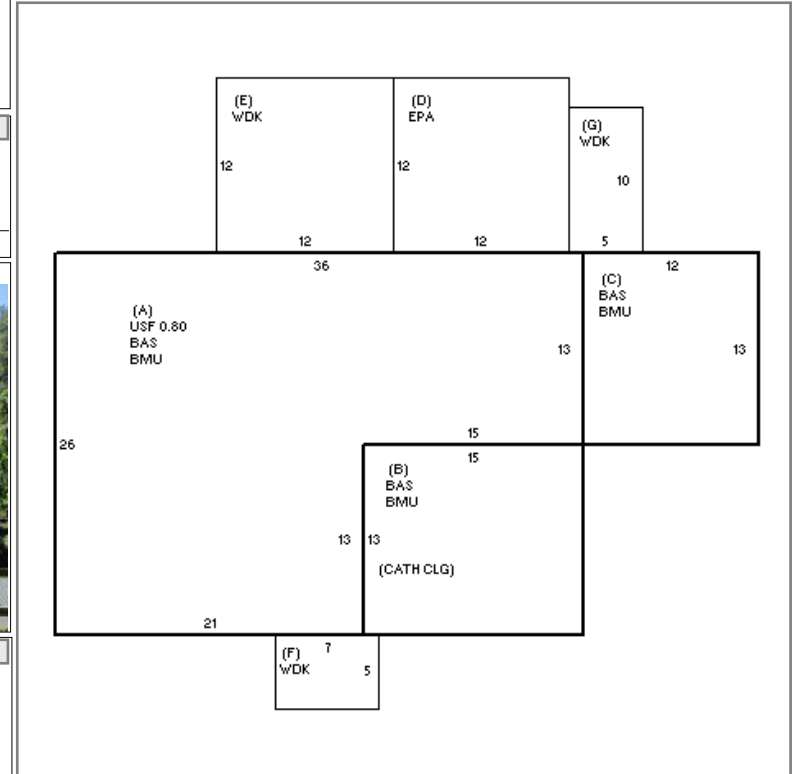 (E)
WDK
12
12
(D)
EPA
12
12
(G)
WDK
10
5
36
(A)
USF 0.80
BAS
BMU
26
13
15
21
13
(C)
BAS
BMU
12
13
15
(B)
BAS
BMU
13
(CATH CLG)
(F)
WDK
7
5